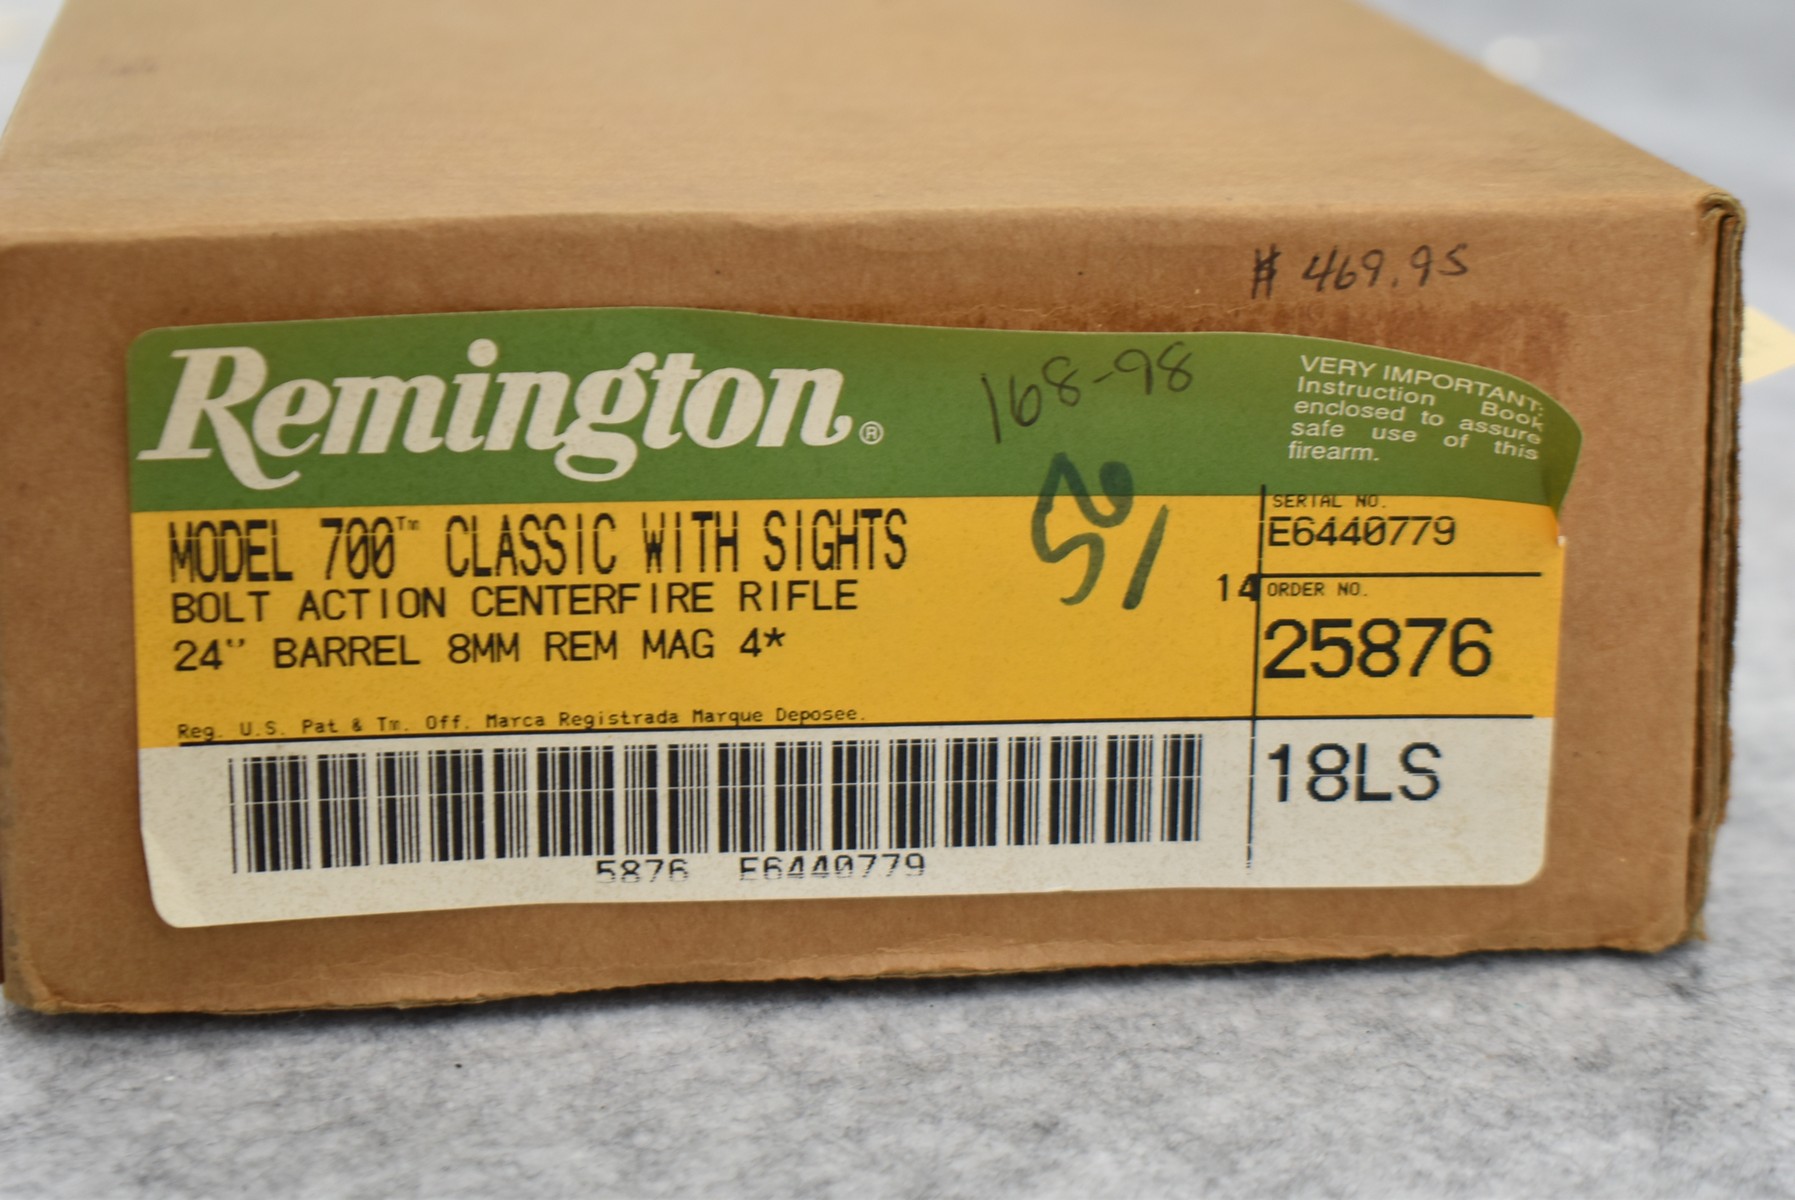 # 469.95
Remington®
168-98
VERY IMPORTANT:
Instruction Book
enclosed to assure
safe use of this
firearm.
MODEL 700™ CLASSIC WITH SIGHTS
BOLT ACTION CENTERFIRE RIFLE
24" BARREL 8MM REM MAG 4*
SERIAL NO.
E6440779
14
ORDER NO.
25876
Reg. U.S. Pat & Tm. Off. Marca Registrada Marque Deposee.
18LS
5876 E6440779